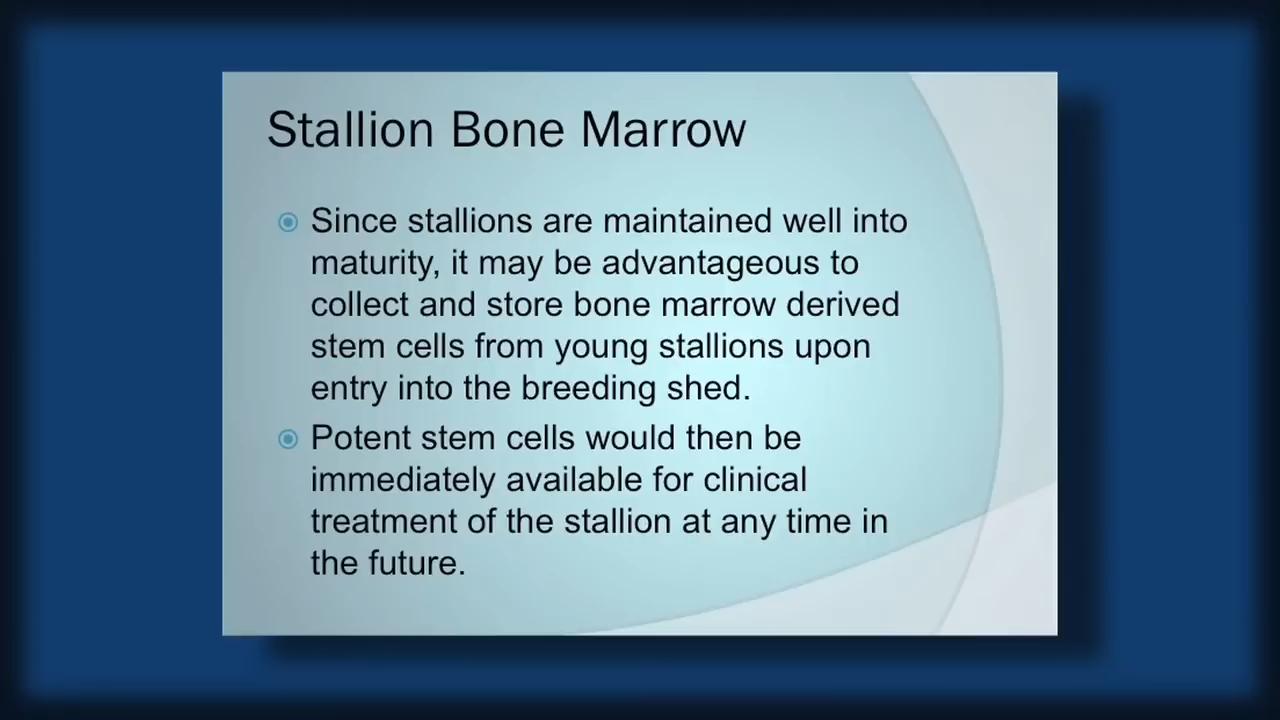 Stallion Bone Marrow
Since stallions are maintained well into
maturity, it may be advantageous to
collect and store bone marrow derived
stem cells from young stallions upon
entry into the breeding shed.
Potent stem cells would then be
immediately available for clinical
treatment of the stallion at any time in
the future.